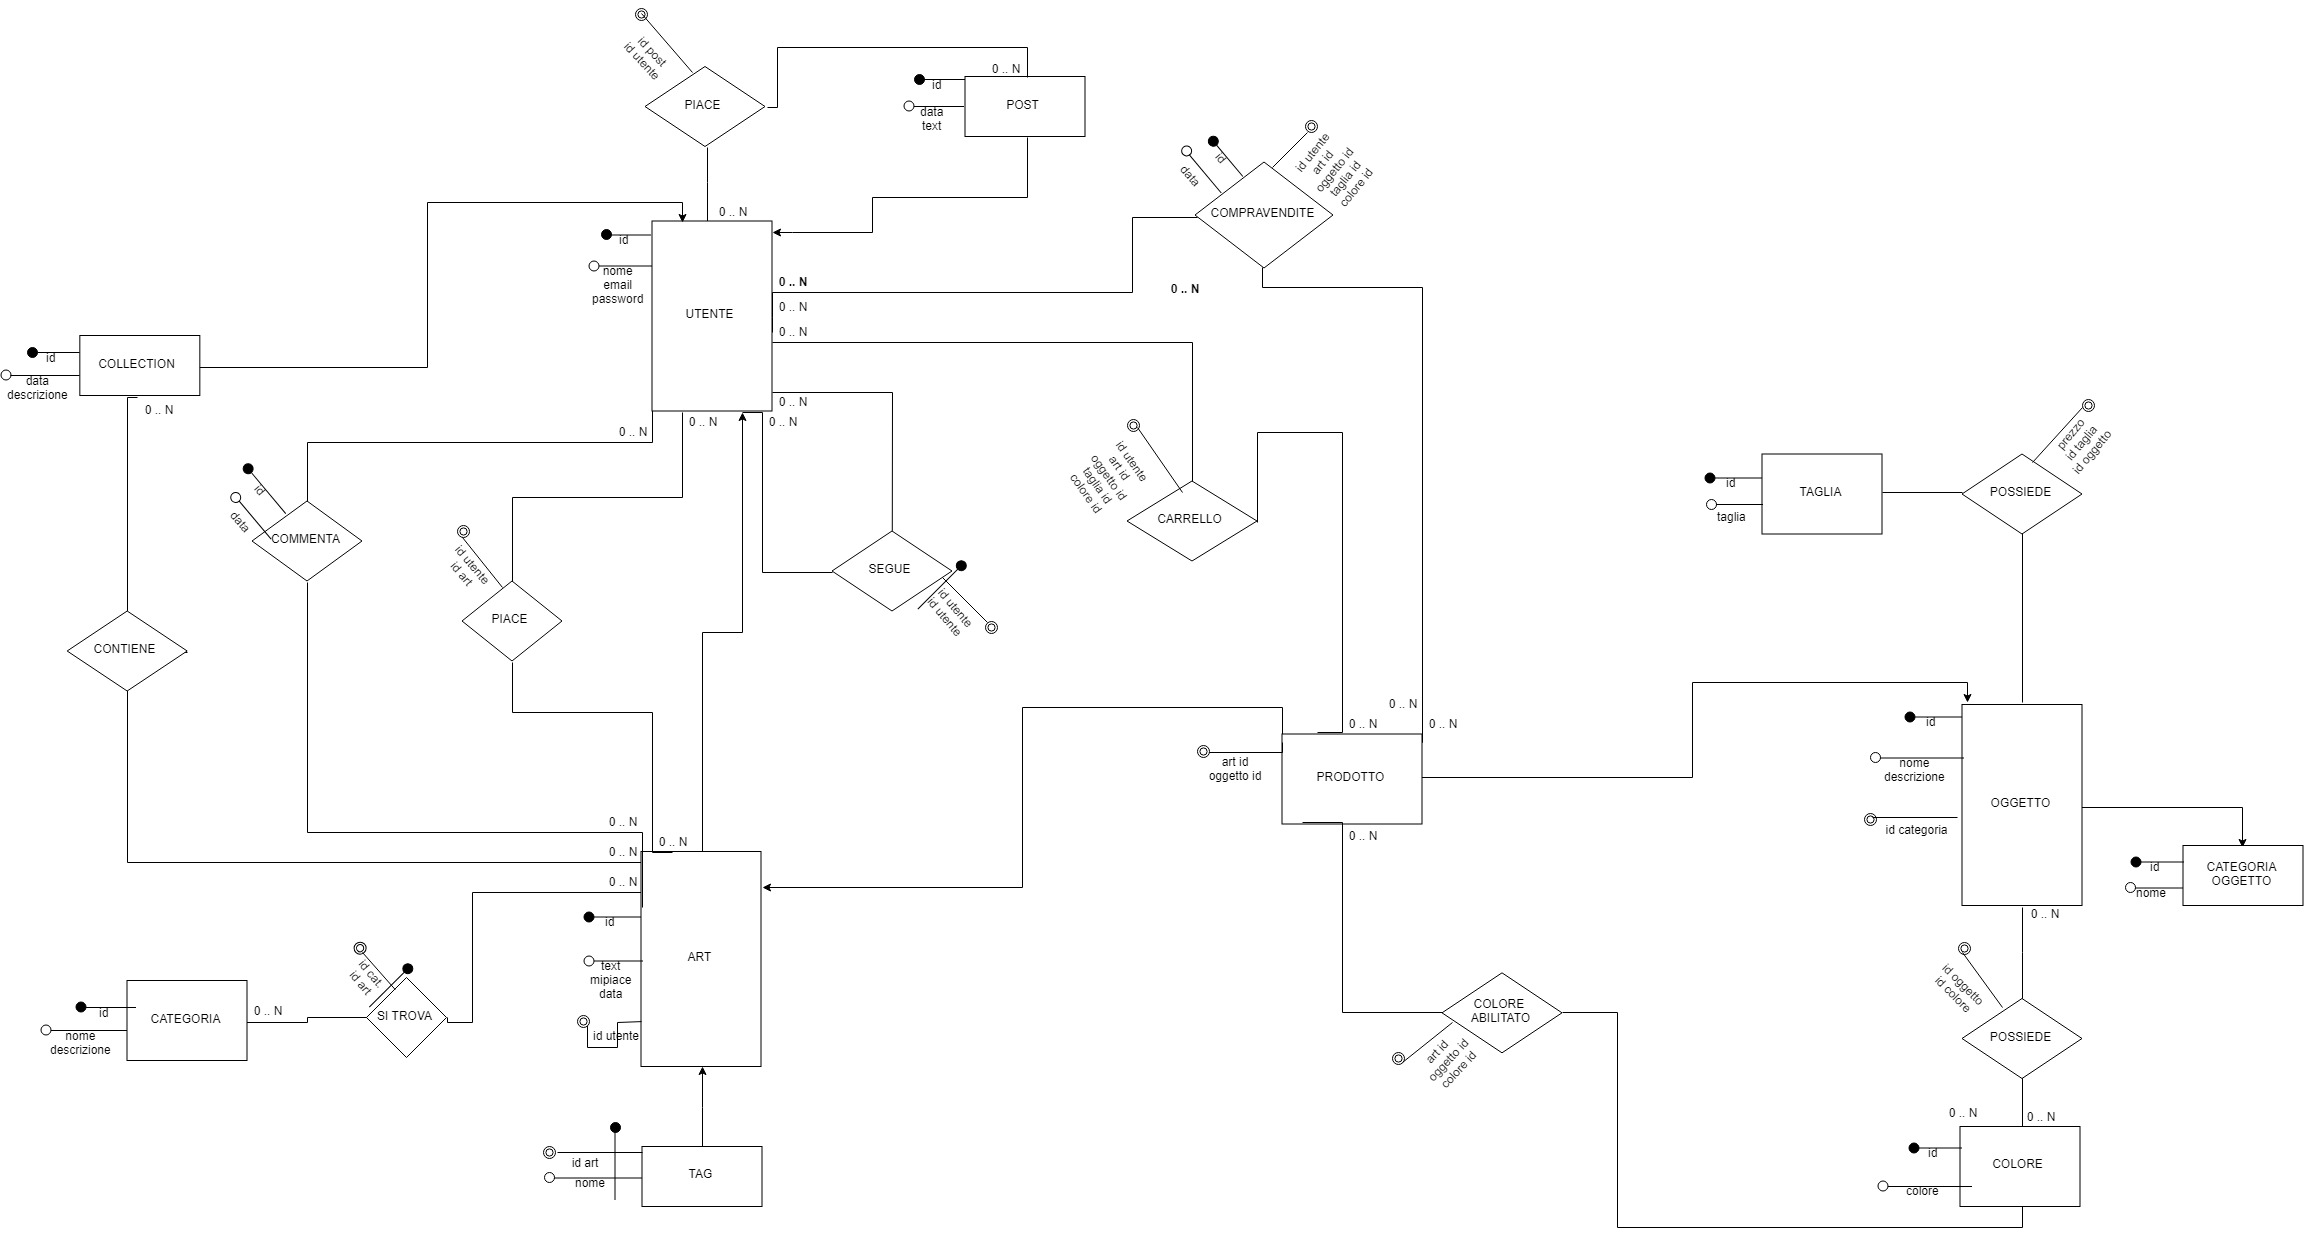 id post
id utente
PIACE
0 .. N
id
data
text
POST
id utente
art id
oggetto id
taglia id
colore id
id
data
COMPRAVENDITE
0 .. N
id
nome
email
password
UTENTE
0 .. N
0 .. N
0 .. N
0 .. N
0 .. N
0 .. N
0 .. N
0 .. N
id
data
descrizione
COLLECTION
0 .. N
id
data
COMMENTA
id utente
id art
PIACE
SEGUE
id utente
id utente
id utente
art id
oggetto id
taglia id
colore id
CARRELLO
id
taglia
TAGLIA
prezzo
id taglia
id oggetto
POSSIEDE
CONTIENE
0 .. N
0 .. N
0 .. N
art id
oggetto id
PRODOTTO
0 .. N
id
nome
descrizione
id categoria
OGGETTO
0 .. N
id
nome
CATEGORIA
OGGETTO
0 .. N
0 .. N
0 .. N
0 .. N
id
text
mipiace
data
id utente
ART
id cat.
id art
SI TROVA
id
nome
descrizione
CATEGORIA
0 .. N
COLORE
ABILITATO
art id
oggetto id
colore id
id oggetto
id colore
POSSIEDE
0 .. N
0 .. N
id
colore
COLORE
id art
nome
TAG